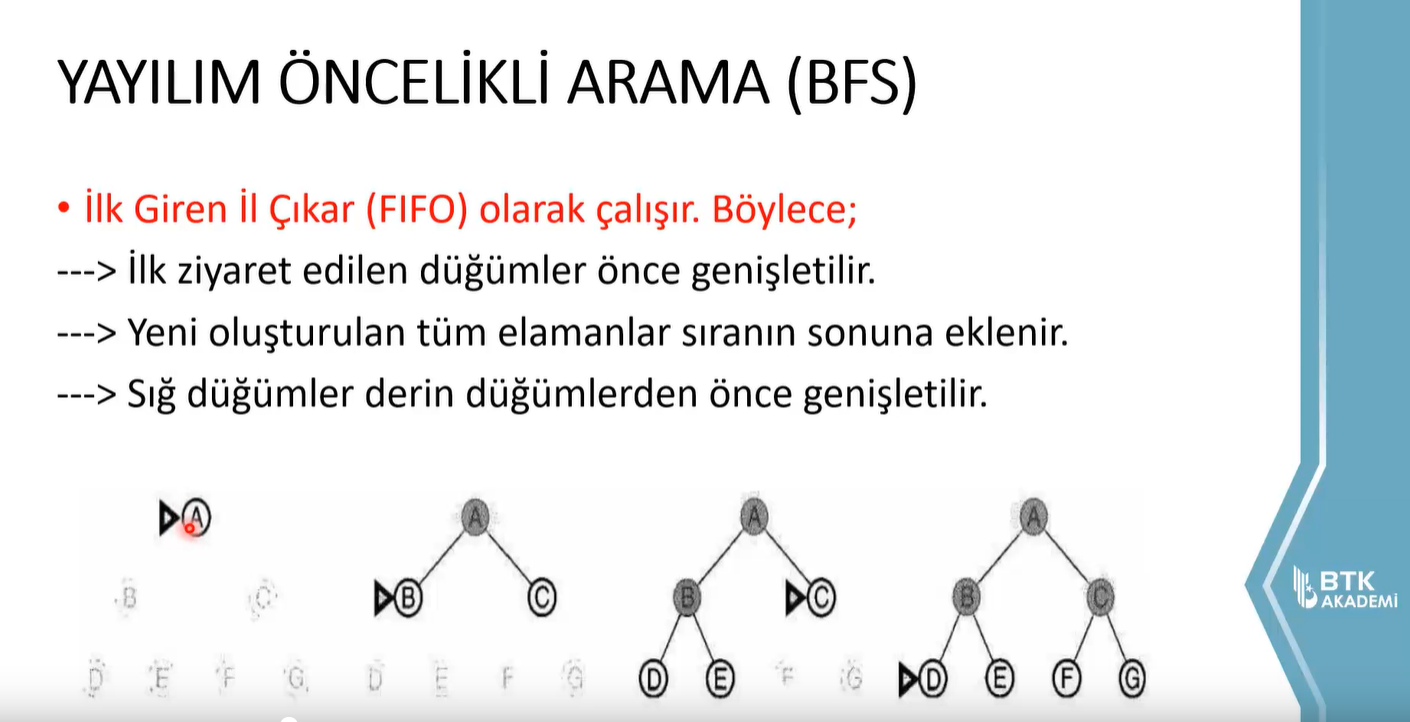 YAYILIM ÖNCELİKLİ ARAMA (BFS)
• İlk Giren İl Çıkar (FIFO) olarak çalışır. Böylece;
---> İlk ziyaret edilen düğümler önce genişletilir.
---> Yeni oluşturulan tüm elamanlar sıranın sonuna eklenir.
---> Sığ düğümler derin düğümlerden önce genişletilir.
A A A A
B C B C B C B C
D E F G D E F G D E F G D E F G
BTK
AKADEMİ